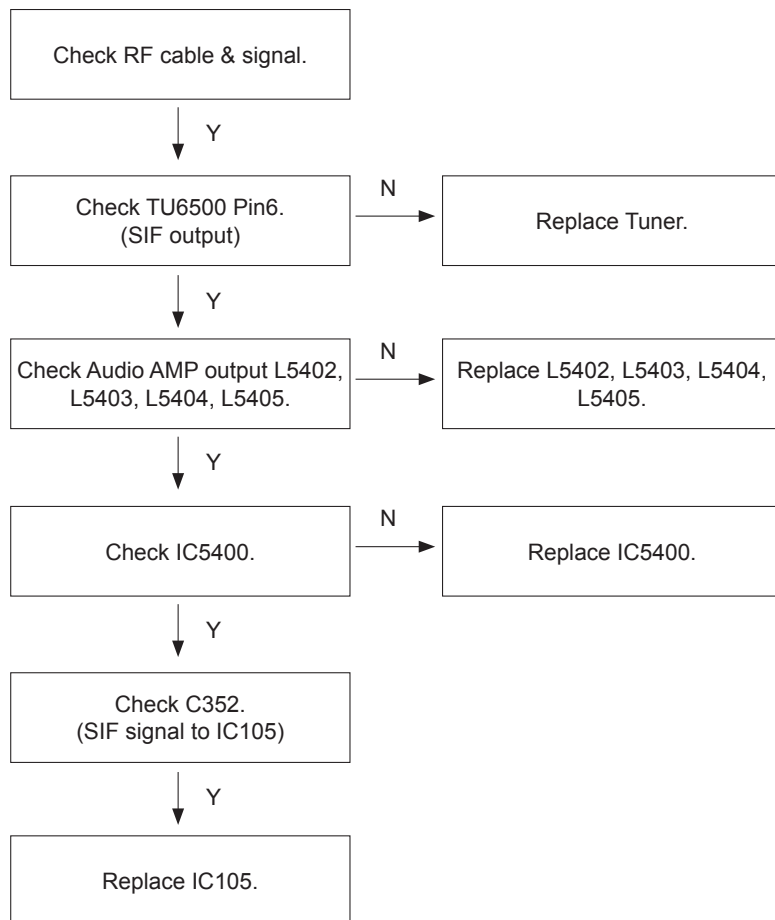 Check RF cable & signal.
Y
Check TU6500 Pin6.
(SIF output)
N
Replace Tuner.
Y
Check Audio AMP output L5402,
L5403, L5404, L5405.
N
Replace L5402, L5403, L5404,
L5405.
Y
Check IC5400.
N
Replace IC5400.
Y
Check C352.
(SIF signal to IC105)
Y
Replace IC105.